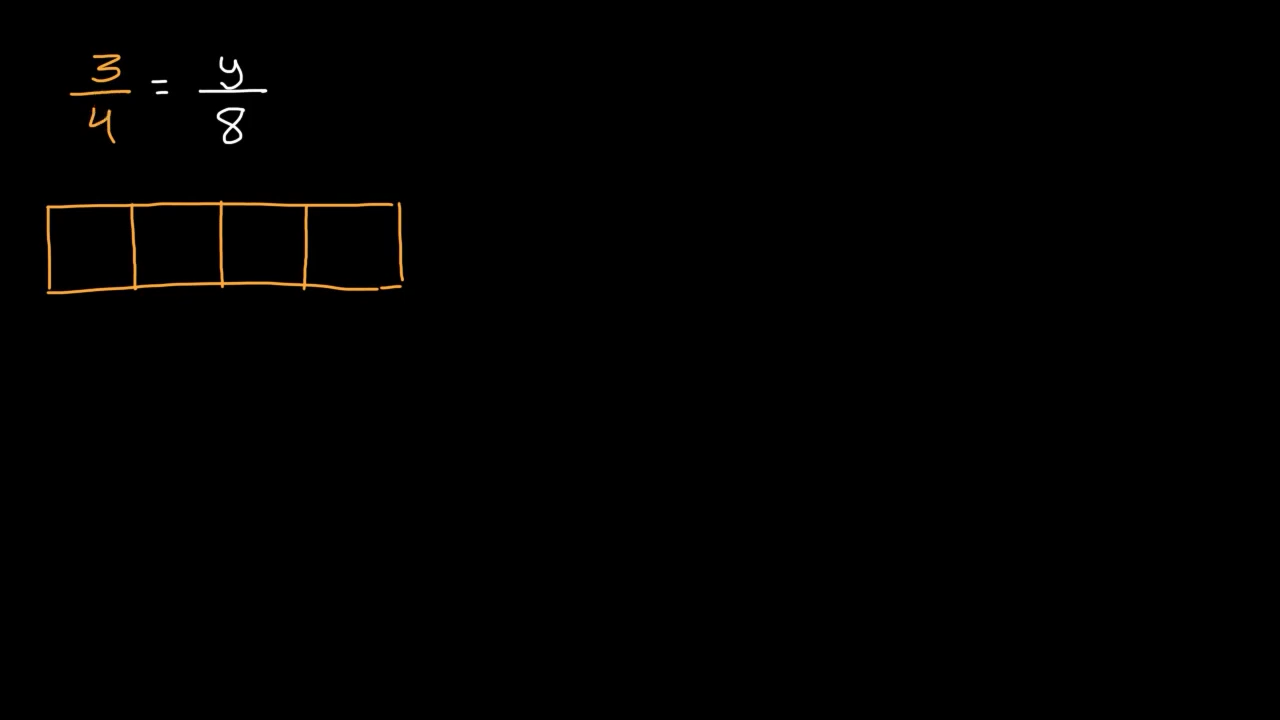 3/4 = y/8